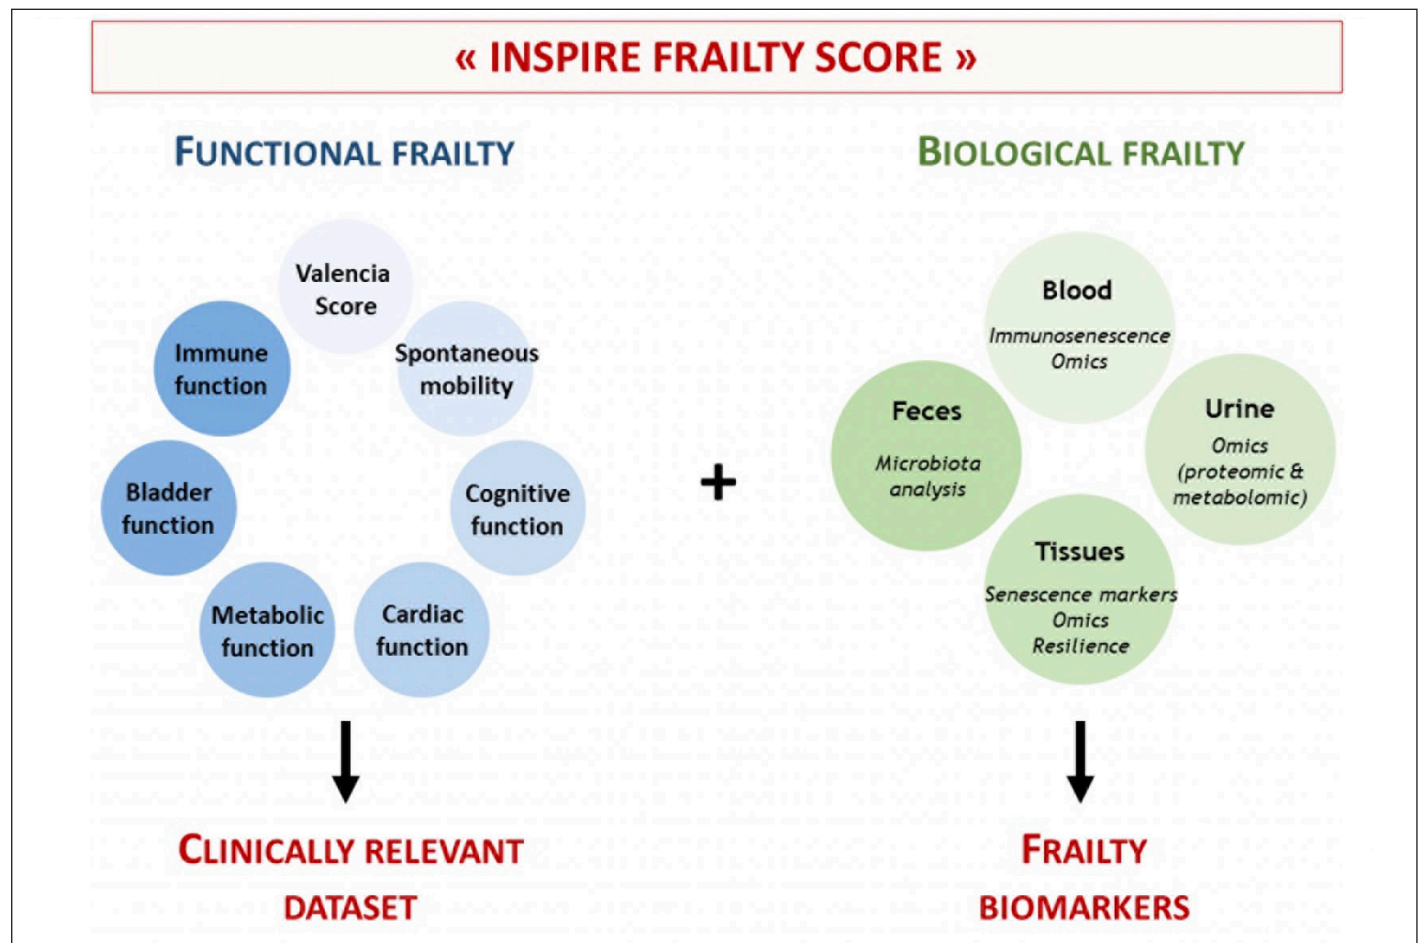 « INSPIRE FRAILTY SCORE »
FUNCTIONAL FRAILTY
Valencia
Score
Spontaneous
mobility
Cognitive
function
Cardiac
function
Metabolic
function
Bladder
function
Immune
function
CLINICALLY RELEVANT
DATASET
+
BIOLOGICAL FRAILTY
Blood
Immunosenescence
Omics
Urine
Omics
(proteomic &
metabolomic)
Tissues
Senescence markers
Omics
Resilience
Feces
Microbiota
analysis
FRAILTY
BIOMARKERS